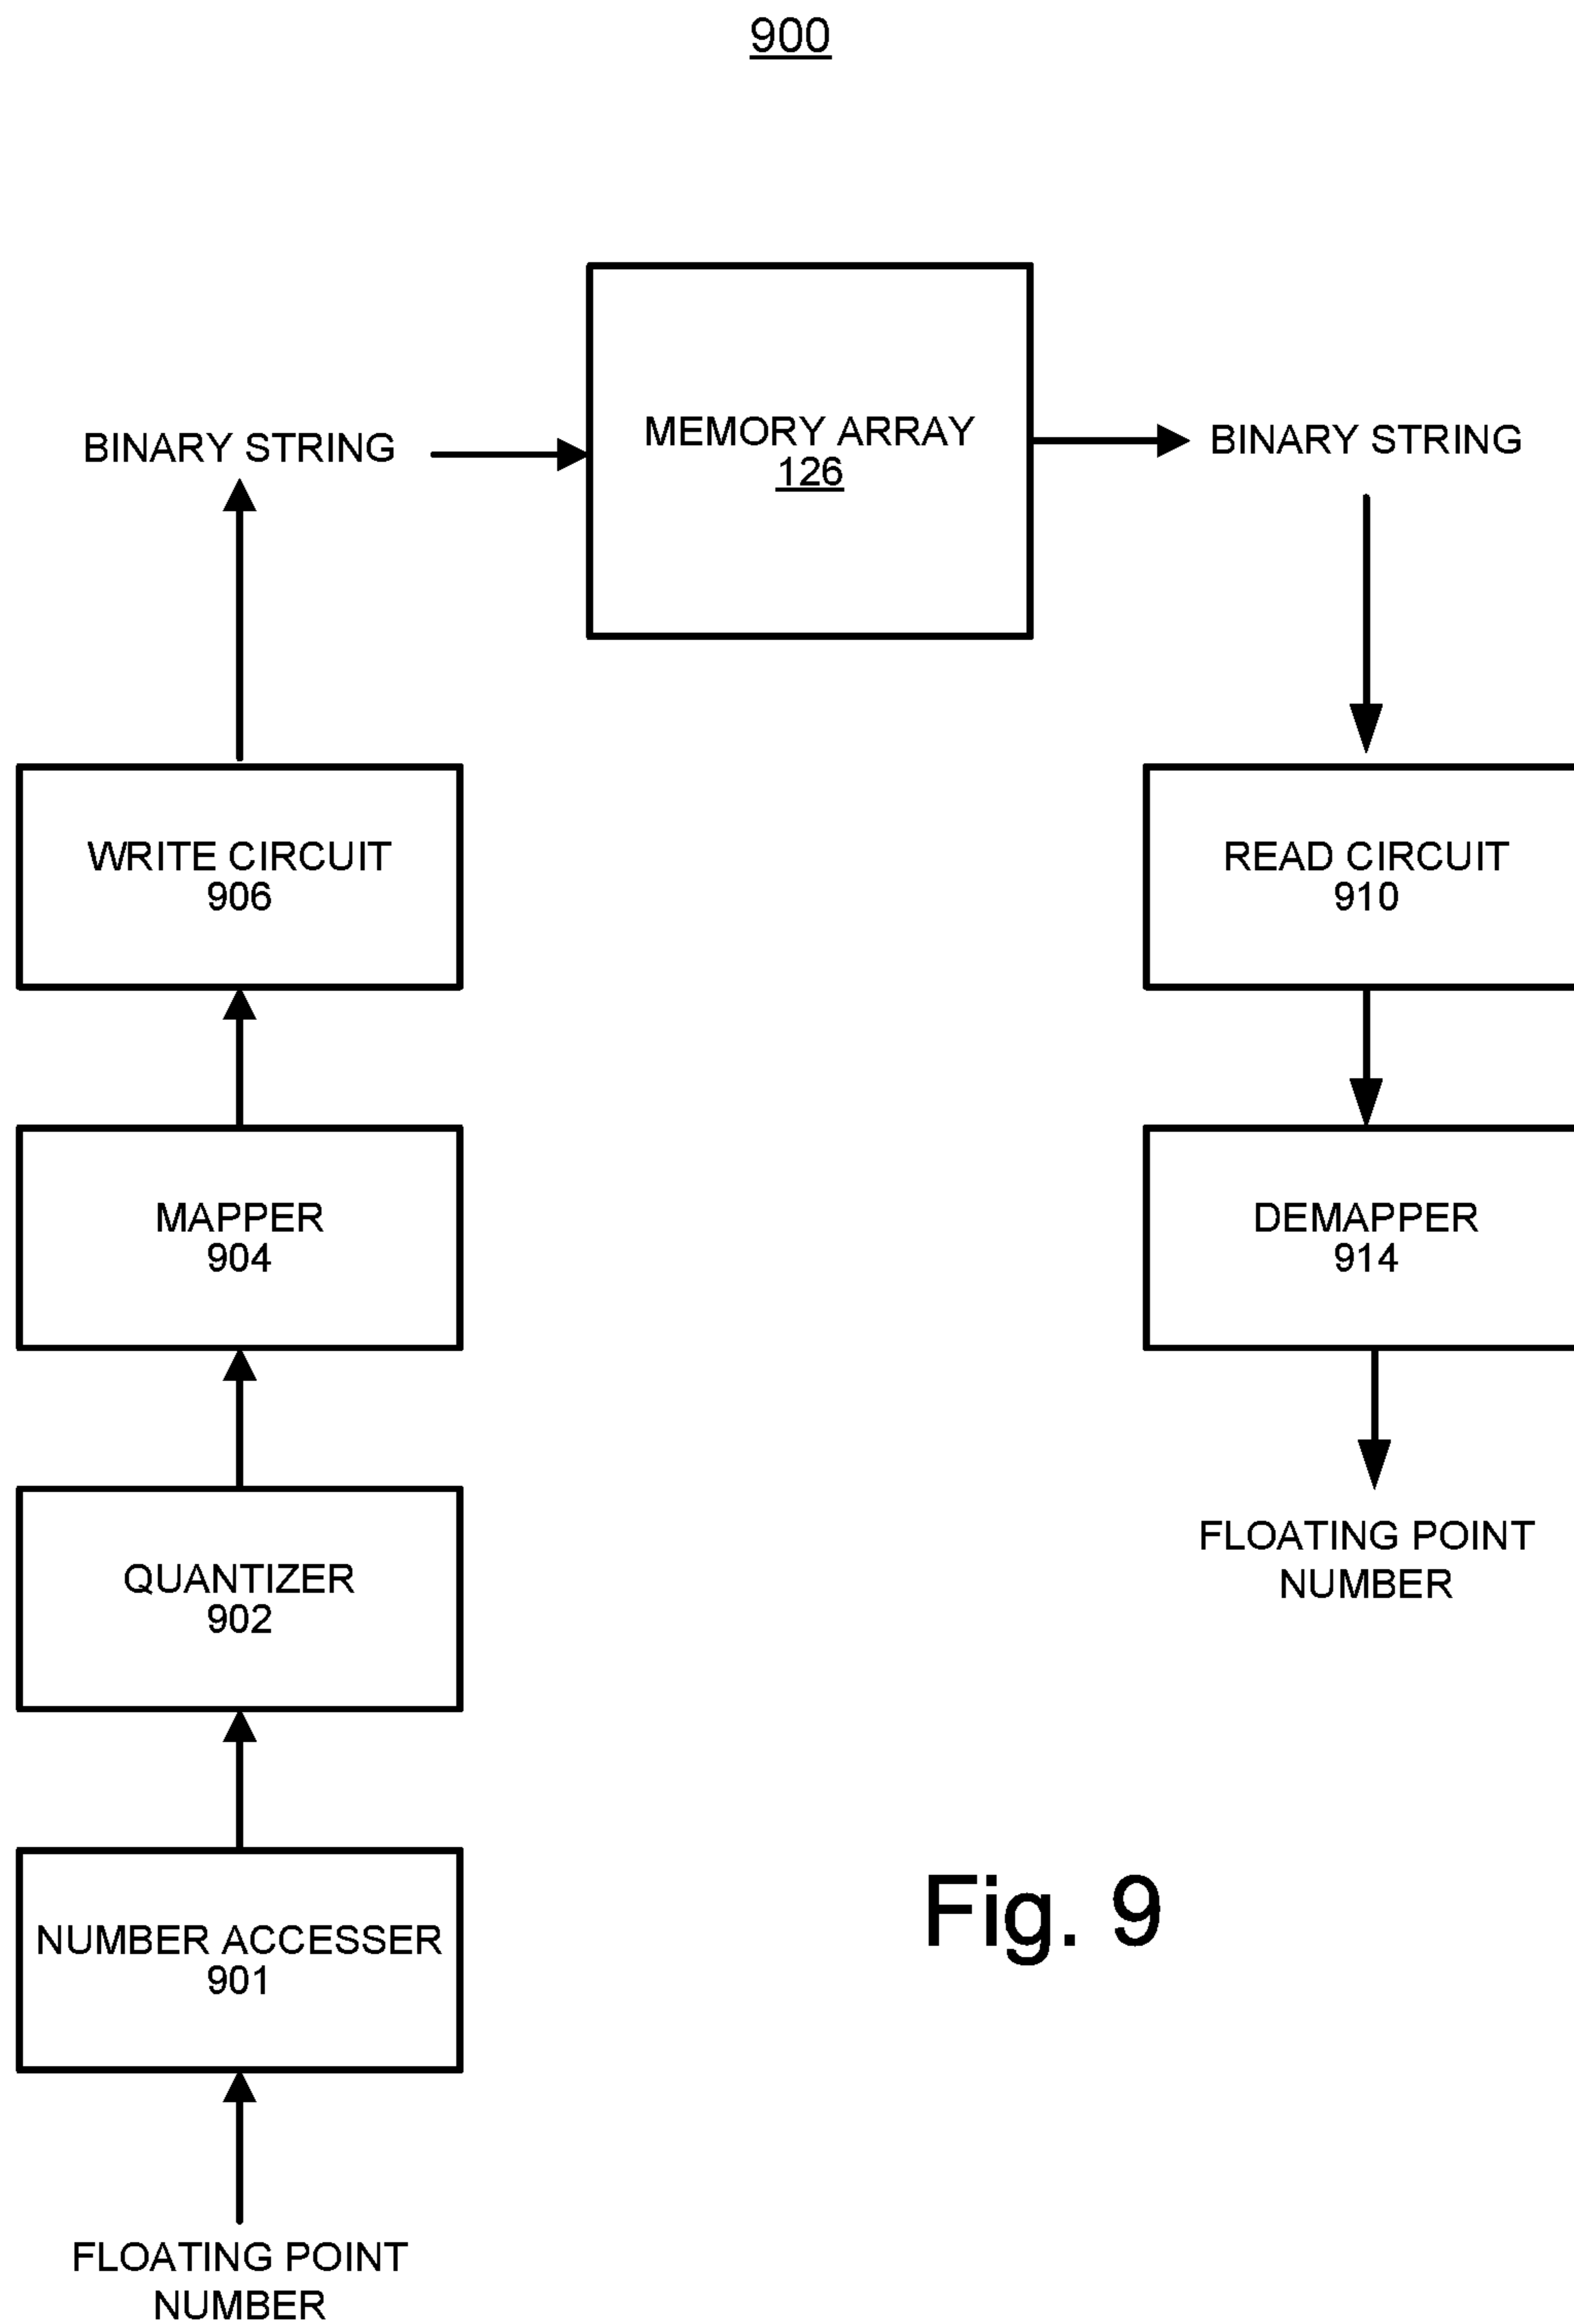 900
MEMORY ARRAY
126
BINARY STRING
BINARY STRING
WRITE CIRCUIT
906
READ CIRCUIT
910
MAPPER
904
DEMAPPER
914
QUANTIZER
902
FLOATING POINT
NUMBER
NUMBER ACCESSER
901
Fig. 9
FLOATING POINT
NUMBER